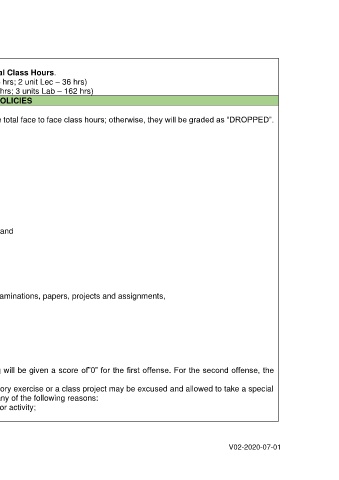 al Class Hours.
hrs; 2 unit Lec – 36 hrs)
hrs; 3 units Lab – 162 hrs)
OLICIES
e total face to face class hours; otherwise, they will be graded as “DROPPED”.
and
aminations, papers, projects and assignments,
g will be given a score of”0” for the first offense. For the second offense, the
ory exercise or a class project may be excused and allowed to take a special
any of the following reasons;
or activity;
V02-2020-07-01